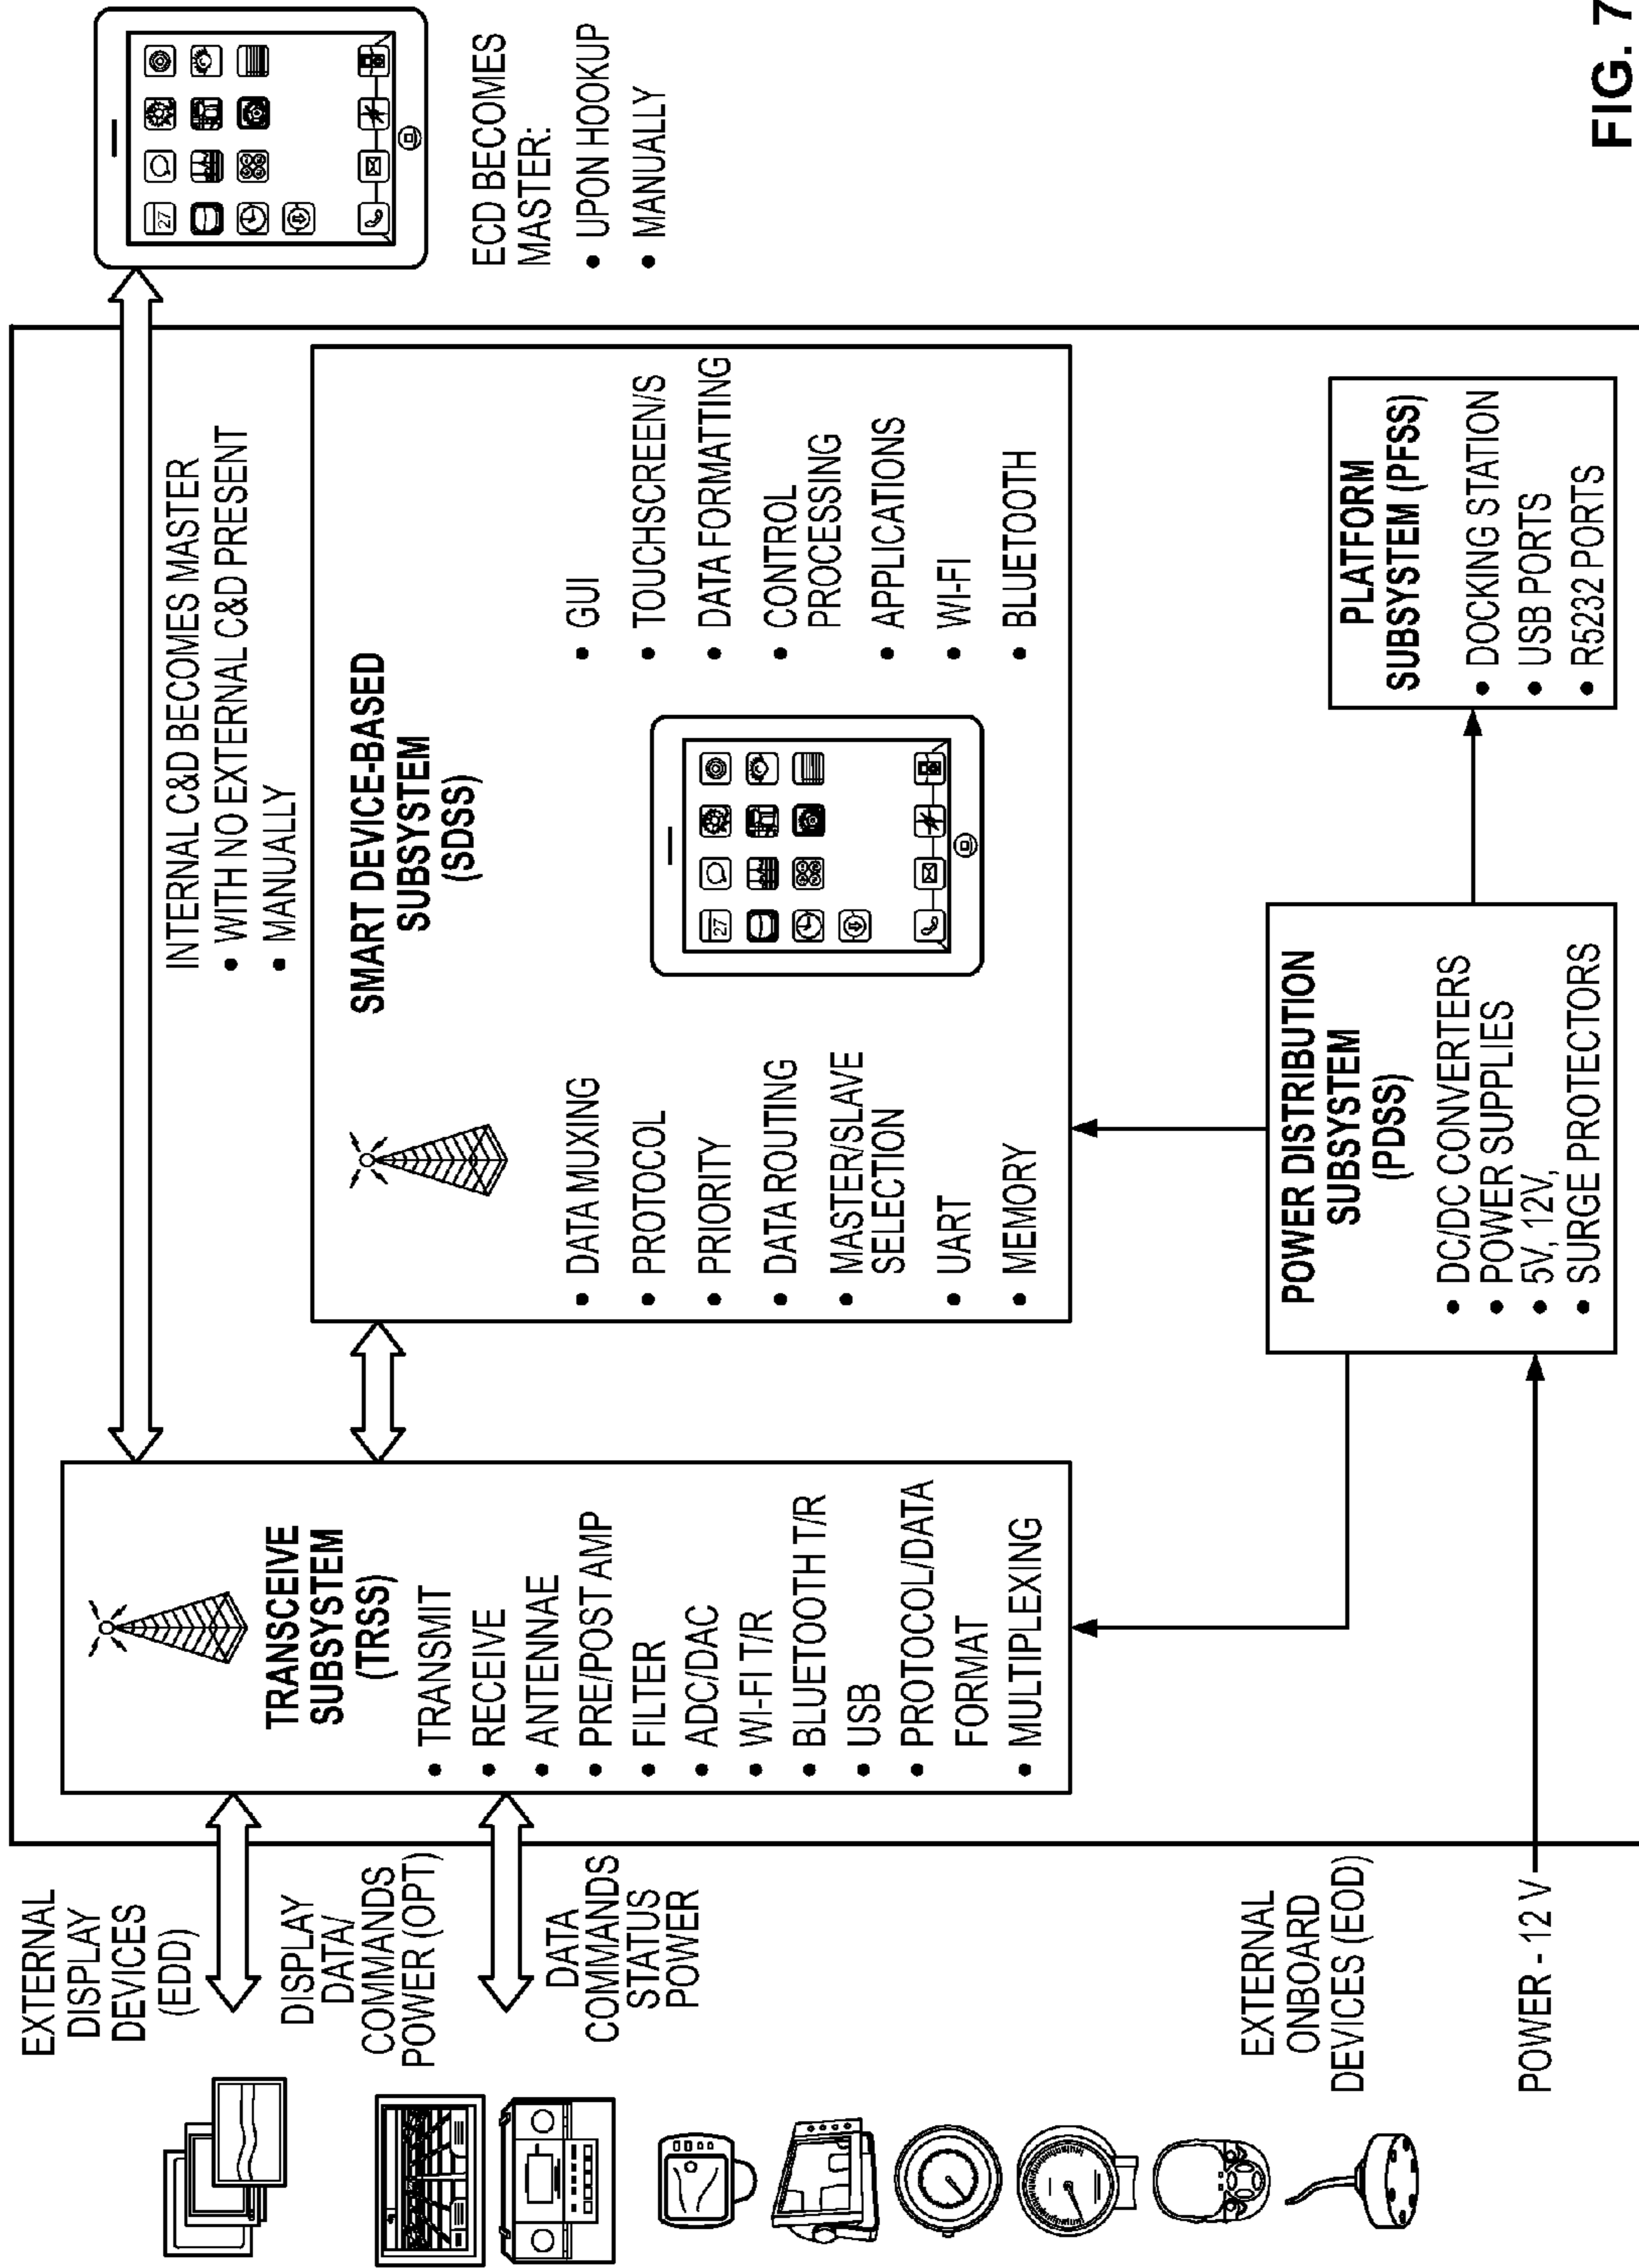 EXTERNAL
DISPLAY
DEVICES
(EDD)
DISPLAY
DATA/
COMMANDS
POWER (OPT)
DATA
COMMANDS
STATUS
POWER
EXTERNAL
ONBOARD
DEVICES (EOD)
POWER - 12 V
TRANSCEIVE
SUBSYSTEM
(TRSS)
• TRANSMIT
• RECEIVE
• ANTENNAE
• PRE/POST AMP
• FILTER
• ADC/DAC
• WI-FI T/R
• BLUETOOTH T/R
• USB
• PROTOCOL/DATA
FORMAT
• MULTIPLEXING
INTERNAL C&D BECOMES MASTER
• WITH NO EXTERNAL C&D PRESENT
• MANUALLY
SMART DEVICE-BASED
SUBSYSTEM
(SDSS)
• DATA MUXING
• PROTOCOL
• PRIORITY
• DATA ROUTING
• MASTER/SLAVE
SELECTION
• UART
• MEMORY
27
• GUI
• TOUCHSCREEN/S
• DATA FORMATTING
• CONTROL
PROCESSING
• APPLICATIONS
• WI-FI
• BLUETOOTH
POWER DISTRIBUTION
SUBSYSTEM
(PDSS)
• DC/DC CONVERTERS
• POWER SUPPLIES
• 5V, 12V,
• SURGE PROTECTORS
PLATFORM
SUBSYSTEM (PFSS)
• DOCKING STATION
• USB PORTS
• R5232 PORTS
27
ECD BECOMES
MASTER:
• UPON HOOKUP
• MANUALLY
FIG. 7